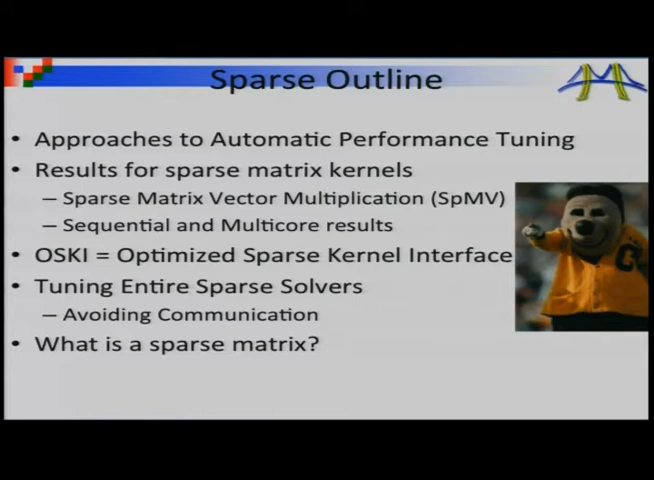 Sparse Outline
• Approaches to Automatic Performance Tuning
• Results for sparse matrix kernels
– Sparse Matrix Vector Multiplication (SpMV)
– Sequential and Multicore results
• OSKI = Optimized Sparse Kernel Interface
• Tuning Entire Sparse Solvers
– Avoiding Communication
• What is a sparse matrix?
C